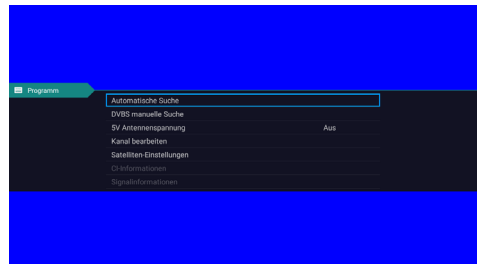 Programm
Automatische Suche
DVBS manuelle Suche
5V Antennenspannung Aus
Kanal bearbeiten
Satelliten-Einstellungen
CI-Informationen
Signalinformationen